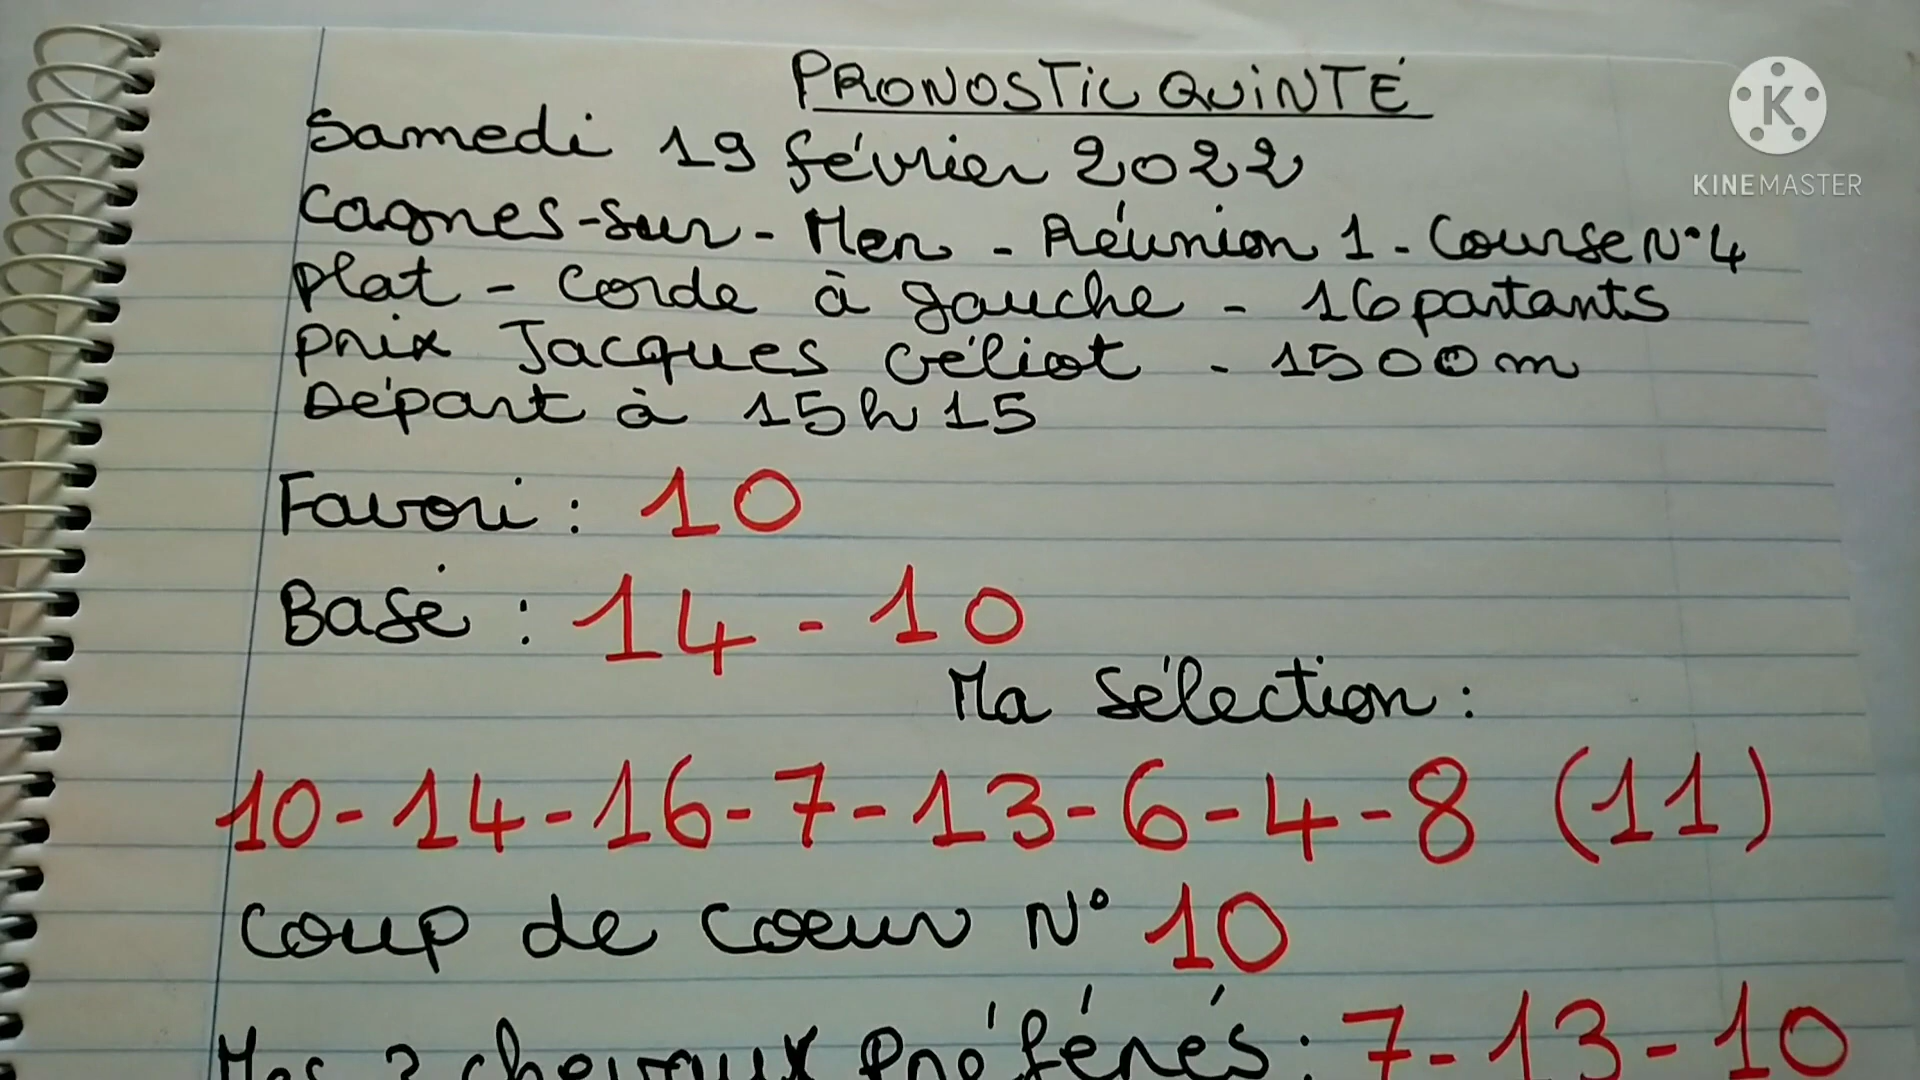 PRONOSTIC QUINTÉ
Samedi 19 février 2022
Cagnes-sur-Mer - Réunion 1 - Course N°4
plat - corde à gauche - 16 partants
prix Jacques Géliot - 1500m
Départ à 15h15
Favori : 10
Base : 14 - 10
Ma sélection :
10-14-16-7-13-6-4-8 (11)
Coup de coeur N° 10
Mes 3 chevaux préférés : 7-13-10
KINEMASTER